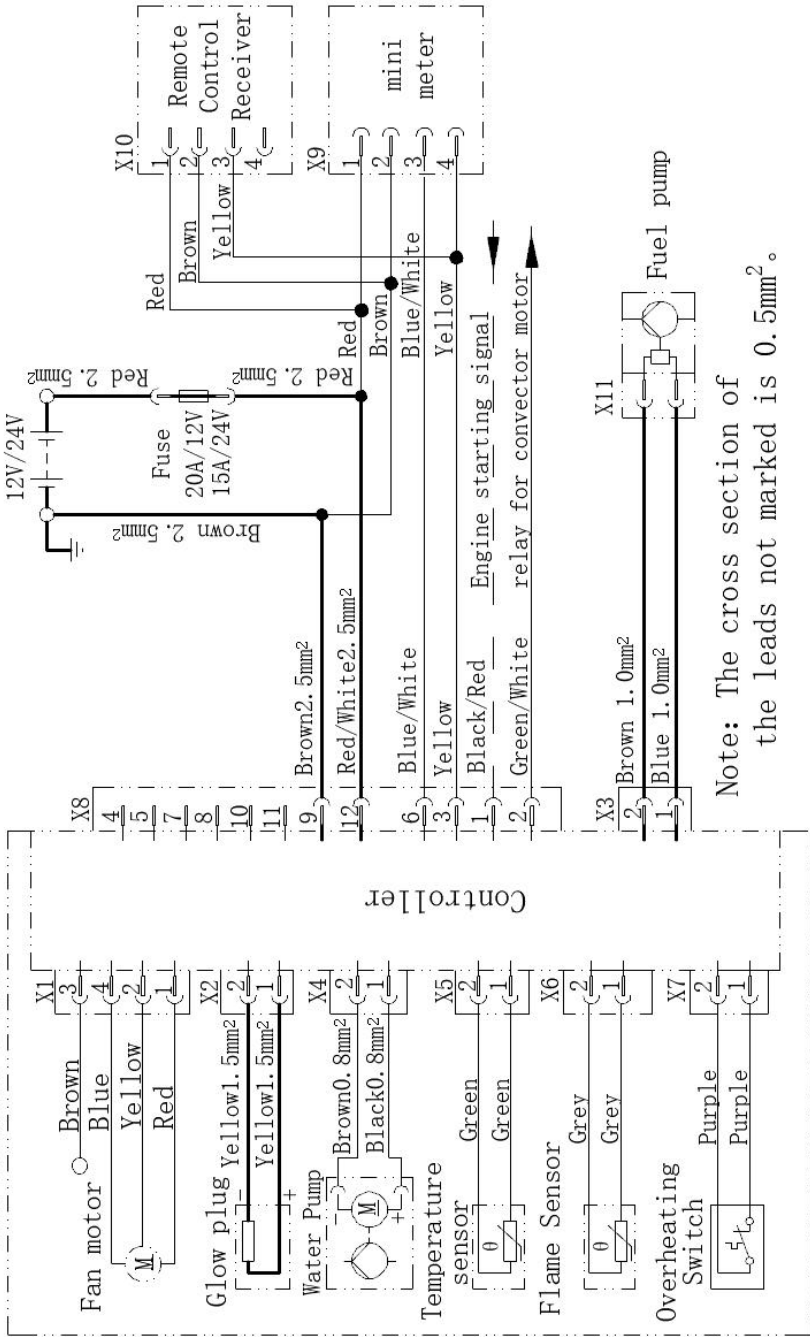 X10
1
2
3
4
Remote
Control
Receiver
X9
1
2
3
4
mini
meter
12V/24V
Red 2.5mm²
Fuse
20A/12V
15A/24V
Red 2.5mm²
Brown 2.5mm²
Red
Brown
Yellow
Red
Brown
Blue/White
Yellow
Engine starting signal
relay for convector motor
Fuel pump
X11
Brown2.5mm²
Red/White2.5mm²
Blue/White
Yellow
Black/Red
Green/White
Brown 1.0mm²
Blue 1.0mm²
X8
4
5
7
8
10
11
9
12
6
3
1
2
X3
2
1
Note: The cross section of
the leads not marked is 0.5mm²。
Controller
X1
3
4
2
1
X2
2
1
X4
2
1
X5
2
1
X6
2
1
X7
2
1
Brown
Blue
Yellow
Red
Yellow1.5mm²
Yellow1.5mm²
Brown0.8mm²
Black0.8mm²
Green
Green
Grey
Grey
Purple
Purple
Fan motor
M
Glow plug
-
+
Water Pump
-
M
+
Temperature
sensor
θ
Flame Sensor
θ
Overheating
Switch